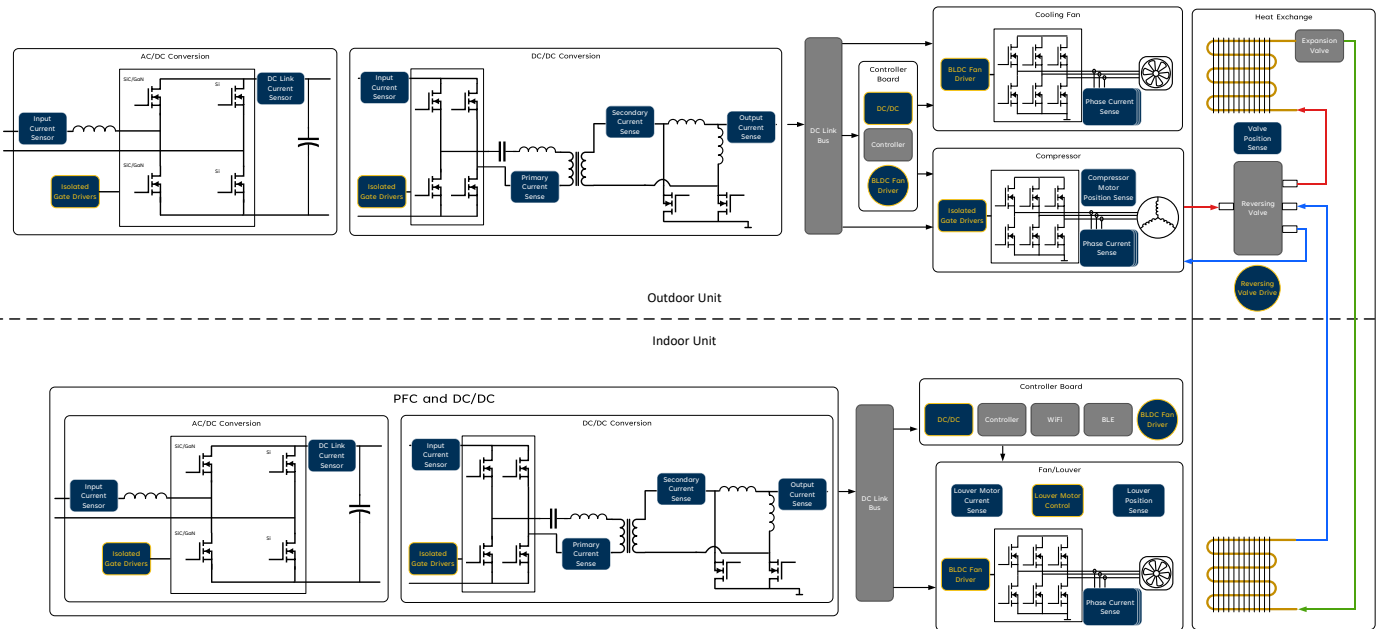 AC/DC Conversion
SiC/GaN
Si
DC Link
Current
Sensor
Input
Current
Sensor
SiC/GaN
Si
Isolated
Gate Drivers
DC/DC Conversion
Input
Current
Sensor
Secondary
Current
Sense
Output
Current
Sense
Isolated
Gate Drivers
Primary
Current
Sense
DC Link
Bus
Controller
Board
DC/DC
Controller
BLDC Fan
Driver
Cooling Fan
BLDC Fan
Driver
Phase Current
Sense
Compressor
Compressor
Motor
Position Sense
Isolated
Gate Drivers
Phase Current
Sense
Heat Exchange
Expansion
Valve
Valve
Position
Sense
Reversing
Valve
Reversing
Valve Drive
Outdoor Unit
Indoor Unit
PFC and DC/DC
AC/DC Conversion
SiC/GaN
Si
DC Link
Current
Sensor
Input
Current
Sensor
SiC/GaN
Si
Isolated
Gate Drivers
DC/DC Conversion
Input
Current
Sensor
Secondary
Current
Sense
Output
Current
Sense
Isolated
Gate Drivers
Primary
Current
Sense
DC Link
Bus
Controller Board
DC/DC
Controller
WiFi
BLE
BLDC Fan
Driver
Fan/Louver
Louver Motor
Current
Sense
Louver Motor
Control
Louver
Position
Sense
BLDC Fan
Driver
Phase Current
Sense